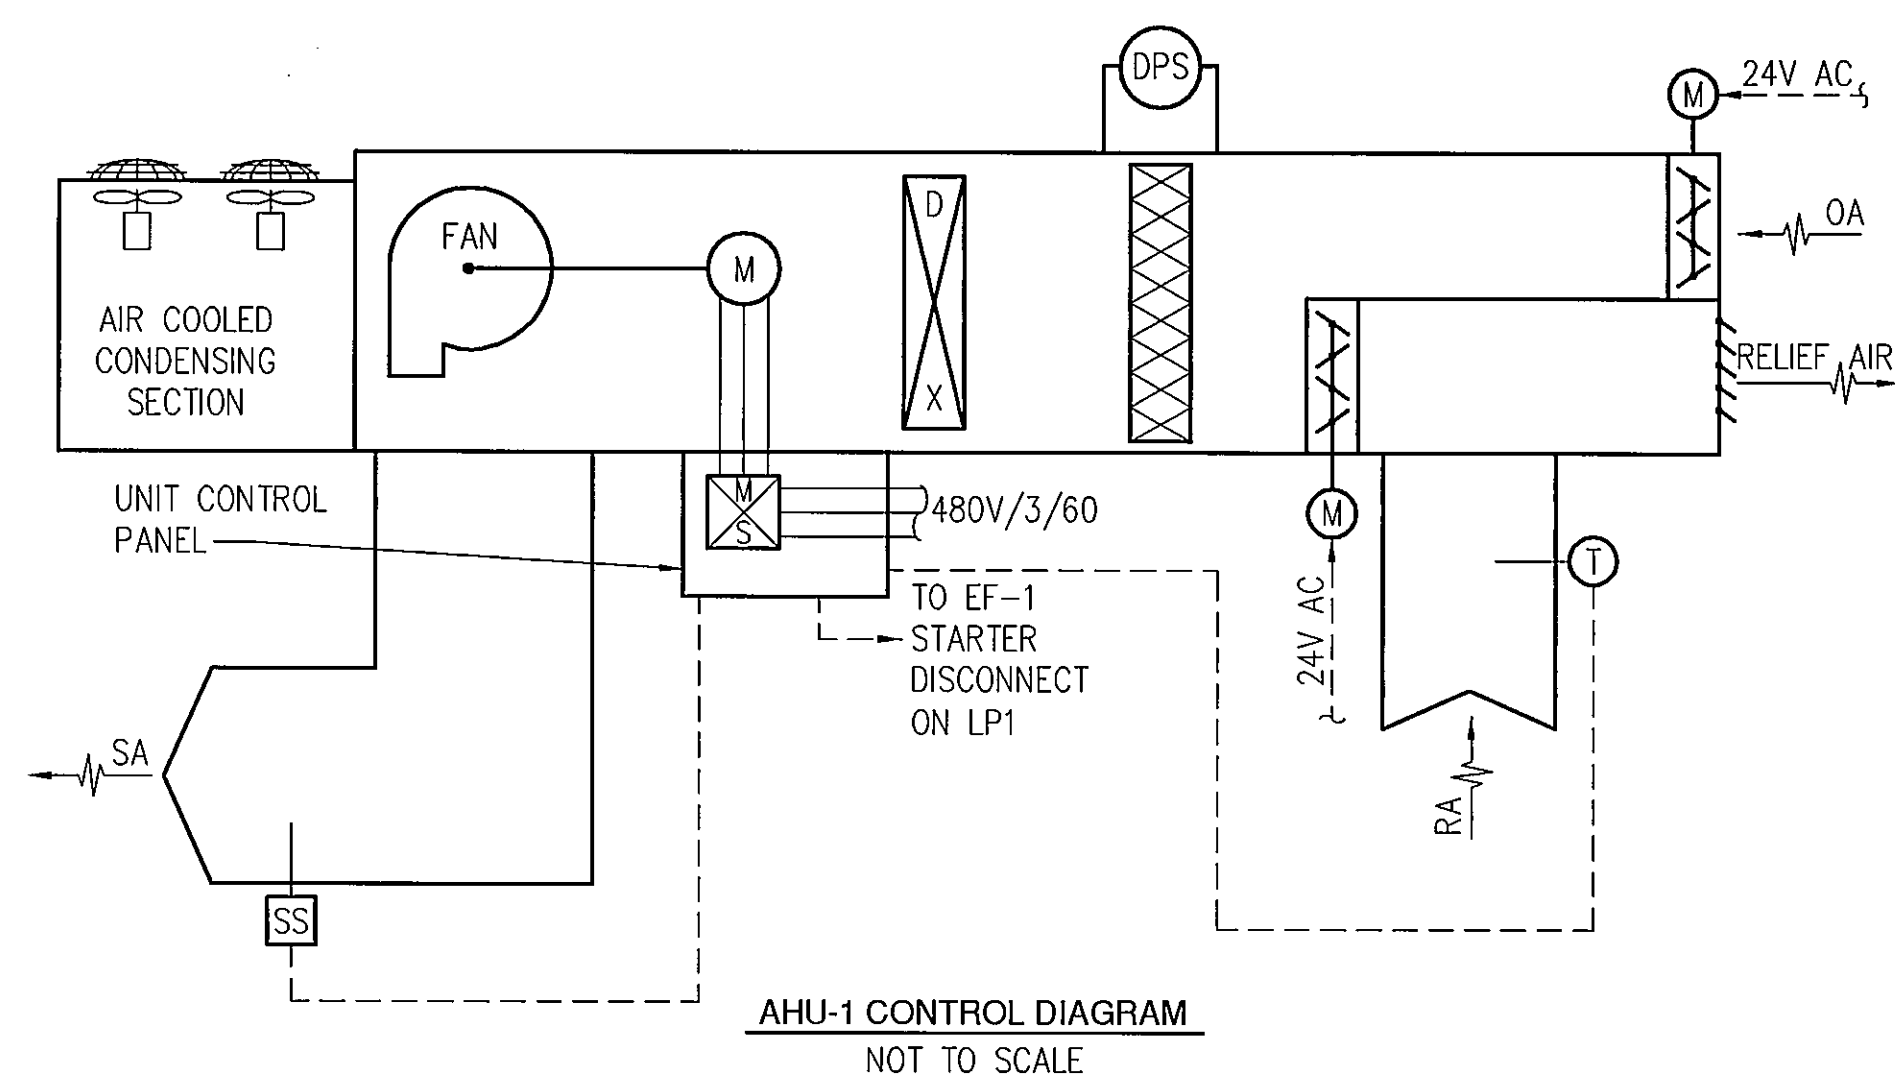 DPS
24V AC
M
OA
FAN
M
D
X
AIR COOLED
CONDENSING
SECTION
RELIEF AIR
UNIT CONTROL
PANEL
M
S
480V/3/60
M
T
24V AC
TO EF-1
STARTER
DISCONNECT
ON LP1
SA
RA
SS
AHU-1 CONTROL DIAGRAM
NOT TO SCALE